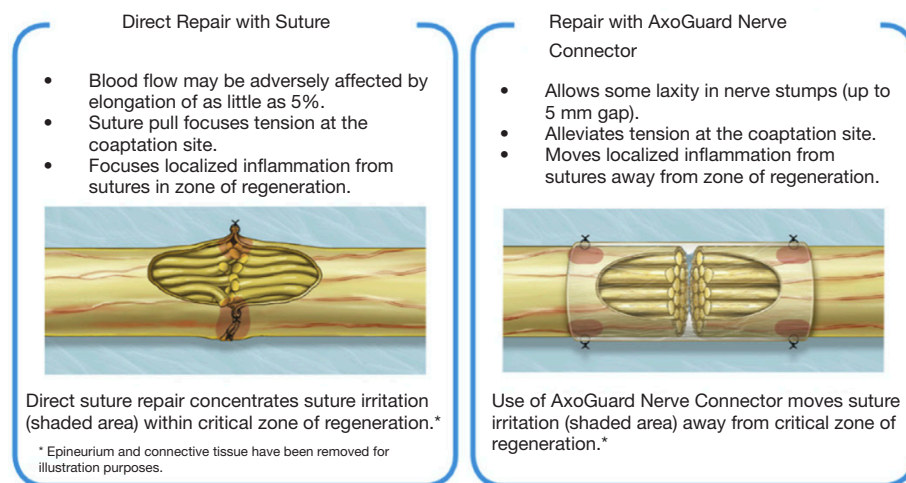 Direct Repair with Suture
• Blood flow may be adversely affected by
elongation of as little as 5%.
• Suture pull focuses tension at the
coaptation site.
• Focuses localized inflammation from
sutures in zone of regeneration.
Direct suture repair concentrates suture irritation
(shaded area) within critical zone of regeneration.*
* Epineurium and connective tissue have been removed for
illustration purposes.
Repair with AxoGuard Nerve
Connector
• Allows some laxity in nerve stumps (up to
5 mm gap).
• Alleviates tension at the coaptation site.
• Moves localized inflammation from
sutures away from zone of regeneration.
Use of AxoGuard Nerve Connector moves suture
irritation (shaded area) away from critical zone of
regeneration.*